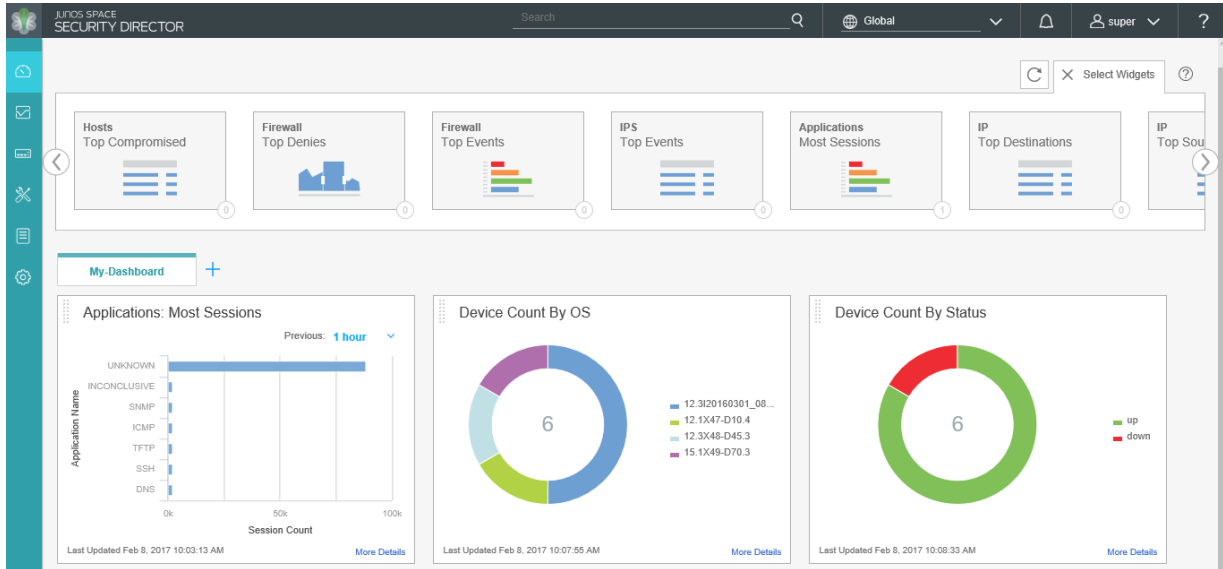 JUNOS SPACE
SECURITY DIRECTOR
Search
Global
super
?
Select Widgets
?
Hosts
Top Compromised
0
Firewall
Top Denies
0
Firewall
Top Events
0
IPS
Top Events
0
Applications
Most Sessions
1
IP
Top Destinations
0
IP
Top Sou
My-Dashboard
+
Applications: Most Sessions
Previous: 1 hour
Application Name
UNKNOWN
INCONCLUSIVE
SNMP
ICMP
TFTP
SSH
DNS
0k 50k 100k
Session Count
Last Updated Feb 8, 2017 10:03:13 AM
More Details
Device Count By OS
6
12.3I20160301_08...
12.1X47-D10.4
12.3X48-D45.3
15.1X49-D70.3
Last Updated Feb 8, 2017 10:07:55 AM
More Details
Device Count By Status
6
up
down
Last Updated Feb 8, 2017 10:08:33 AM
More Details